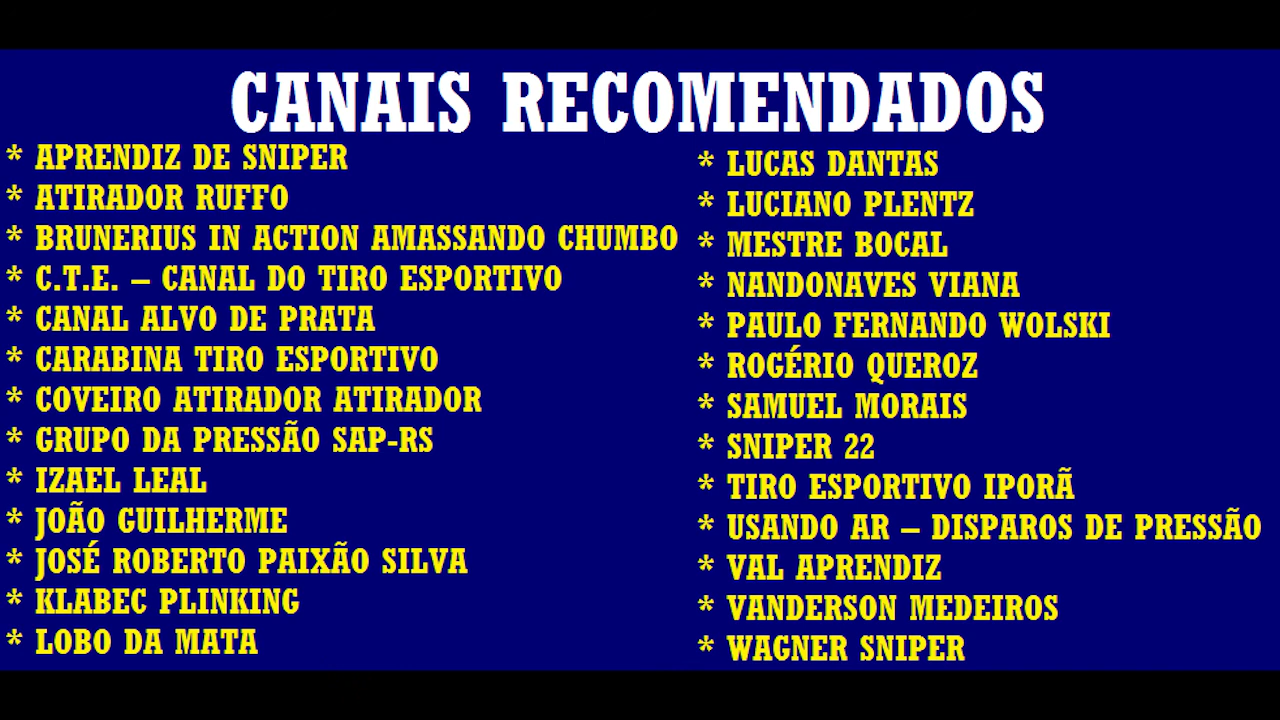 CANAIS RECOMENDADOS
* APRENDIZ DE SNIPER
* ATIRADOR RUFFO
* BRUNERIUS IN ACTION AMASSANDO CHUMBO
* C.T.E. – CANAL DO TIRO ESPORTIVO
* CANAL ALVO DE PRATA
* CARABINA TIRO ESPORTIVO
* COVEIRO ATIRADOR ATIRADOR
* GRUPO DA PRESSÃO SAP-RS
* IZAEL LEAL
* JOÃO GUILHERME
* JOSÉ ROBERTO PAIXÃO SILVA
* KLABEC PLINKING
* LOBO DA MATA
* LUCAS DANTAS
* LUCIANO PLENTZ
* MESTRE BOCAL
* NANDONAVES VIANA
* PAULO FERNANDO WOLSKI
* ROGÉRIO QUEROZ
* SAMUEL MORAIS
* SNIPER 22
* TIRO ESPORTIVO IPORÃ
* USANDO AR – DISPAROS DE PRESSÃO
* VAL APRENDIZ
* VANDERSON MEDEIROS
* WAGNER SNIPER